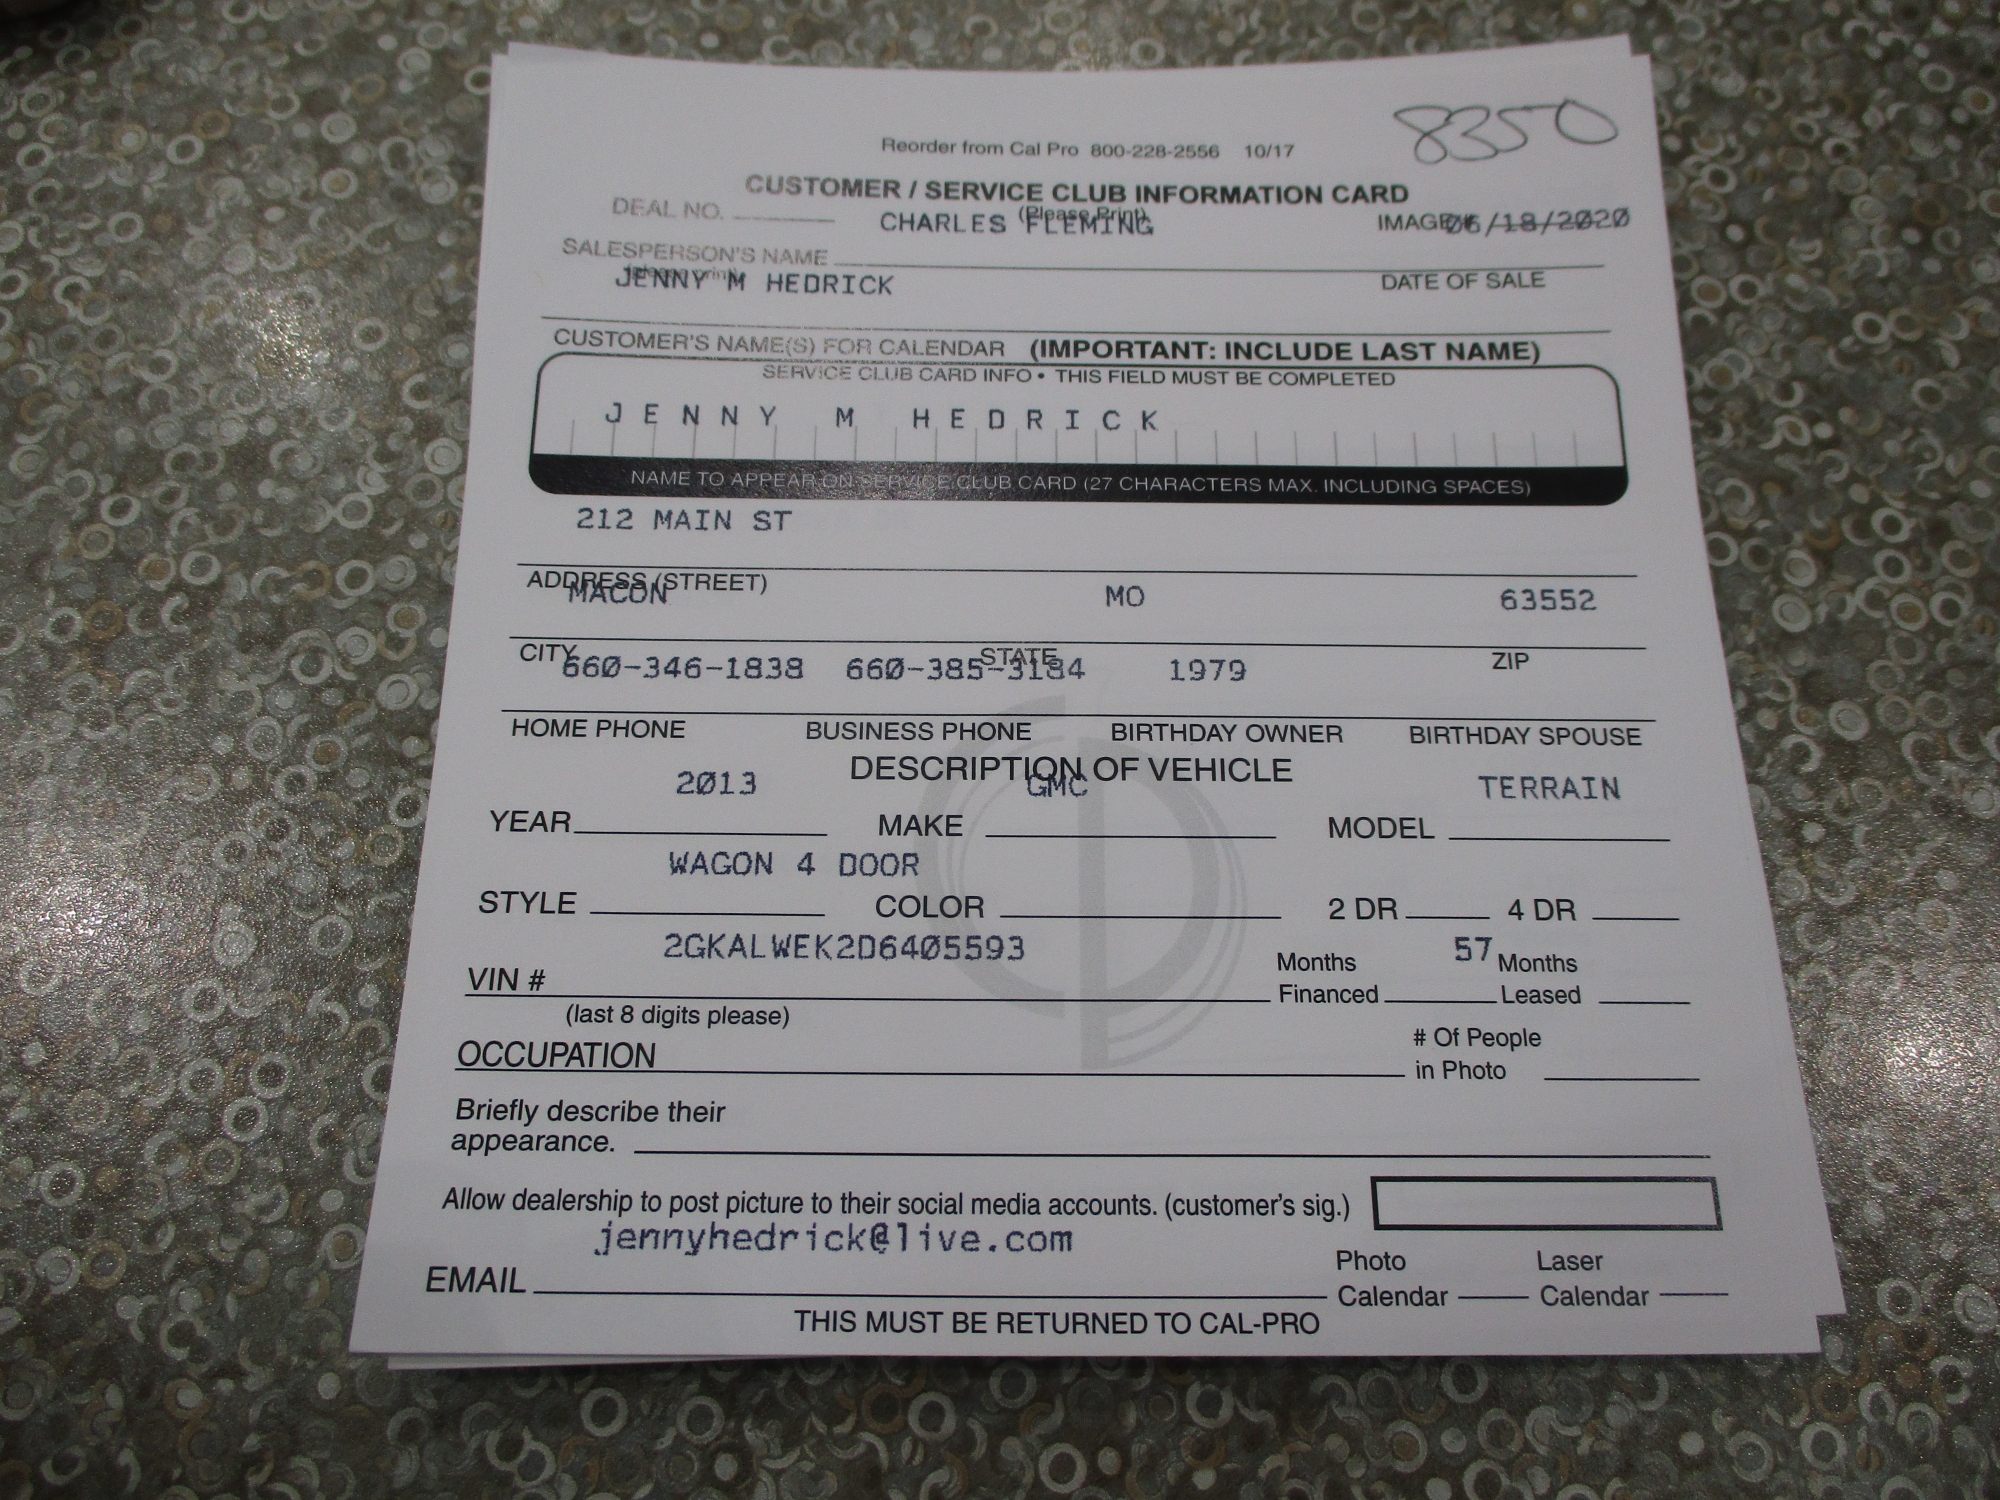 8350
Reorder from Cal Pro 800-228-2556 10/17
CUSTOMER / SERVICE CLUB INFORMATION CARD
(Please Print)
DEAL NO. CHARLES FLEMING IMAGE# 06/18/2020
SALESPERSON'S NAME
(please print)
JENNY M HEDRICK DATE OF SALE
CUSTOMER'S NAME(S) FOR CALENDAR (IMPORTANT: INCLUDE LAST NAME)
SERVICE CLUB CARD INFO • THIS FIELD MUST BE COMPLETED
JENNY M HEDRICK
NAME TO APPEAR ON SERVICE CLUB CARD (27 CHARACTERS MAX. INCLUDING SPACES)
212 MAIN ST
ADDRESS (STREET)
MACON MO 63552
CITY STATE ZIP
660-346-1838 660-385-3184 1979
HOME PHONE BUSINESS PHONE BIRTHDAY OWNER BIRTHDAY SPOUSE
DESCRIPTION OF VEHICLE
2013 GMC TERRAIN
YEAR MAKE MODEL
WAGON 4 DOOR
STYLE COLOR 2 DR 4 DR
2GKALWEK2D6405593 57
VIN # Months Financed Months Leased
(last 8 digits please)
OCCUPATION # Of People in Photo
Briefly describe their
appearance.
Allow dealership to post picture to their social media accounts. (customer's sig.)
jennyhedrick@live.com
EMAIL Photo Calendar Laser Calendar
THIS MUST BE RETURNED TO CAL-PRO